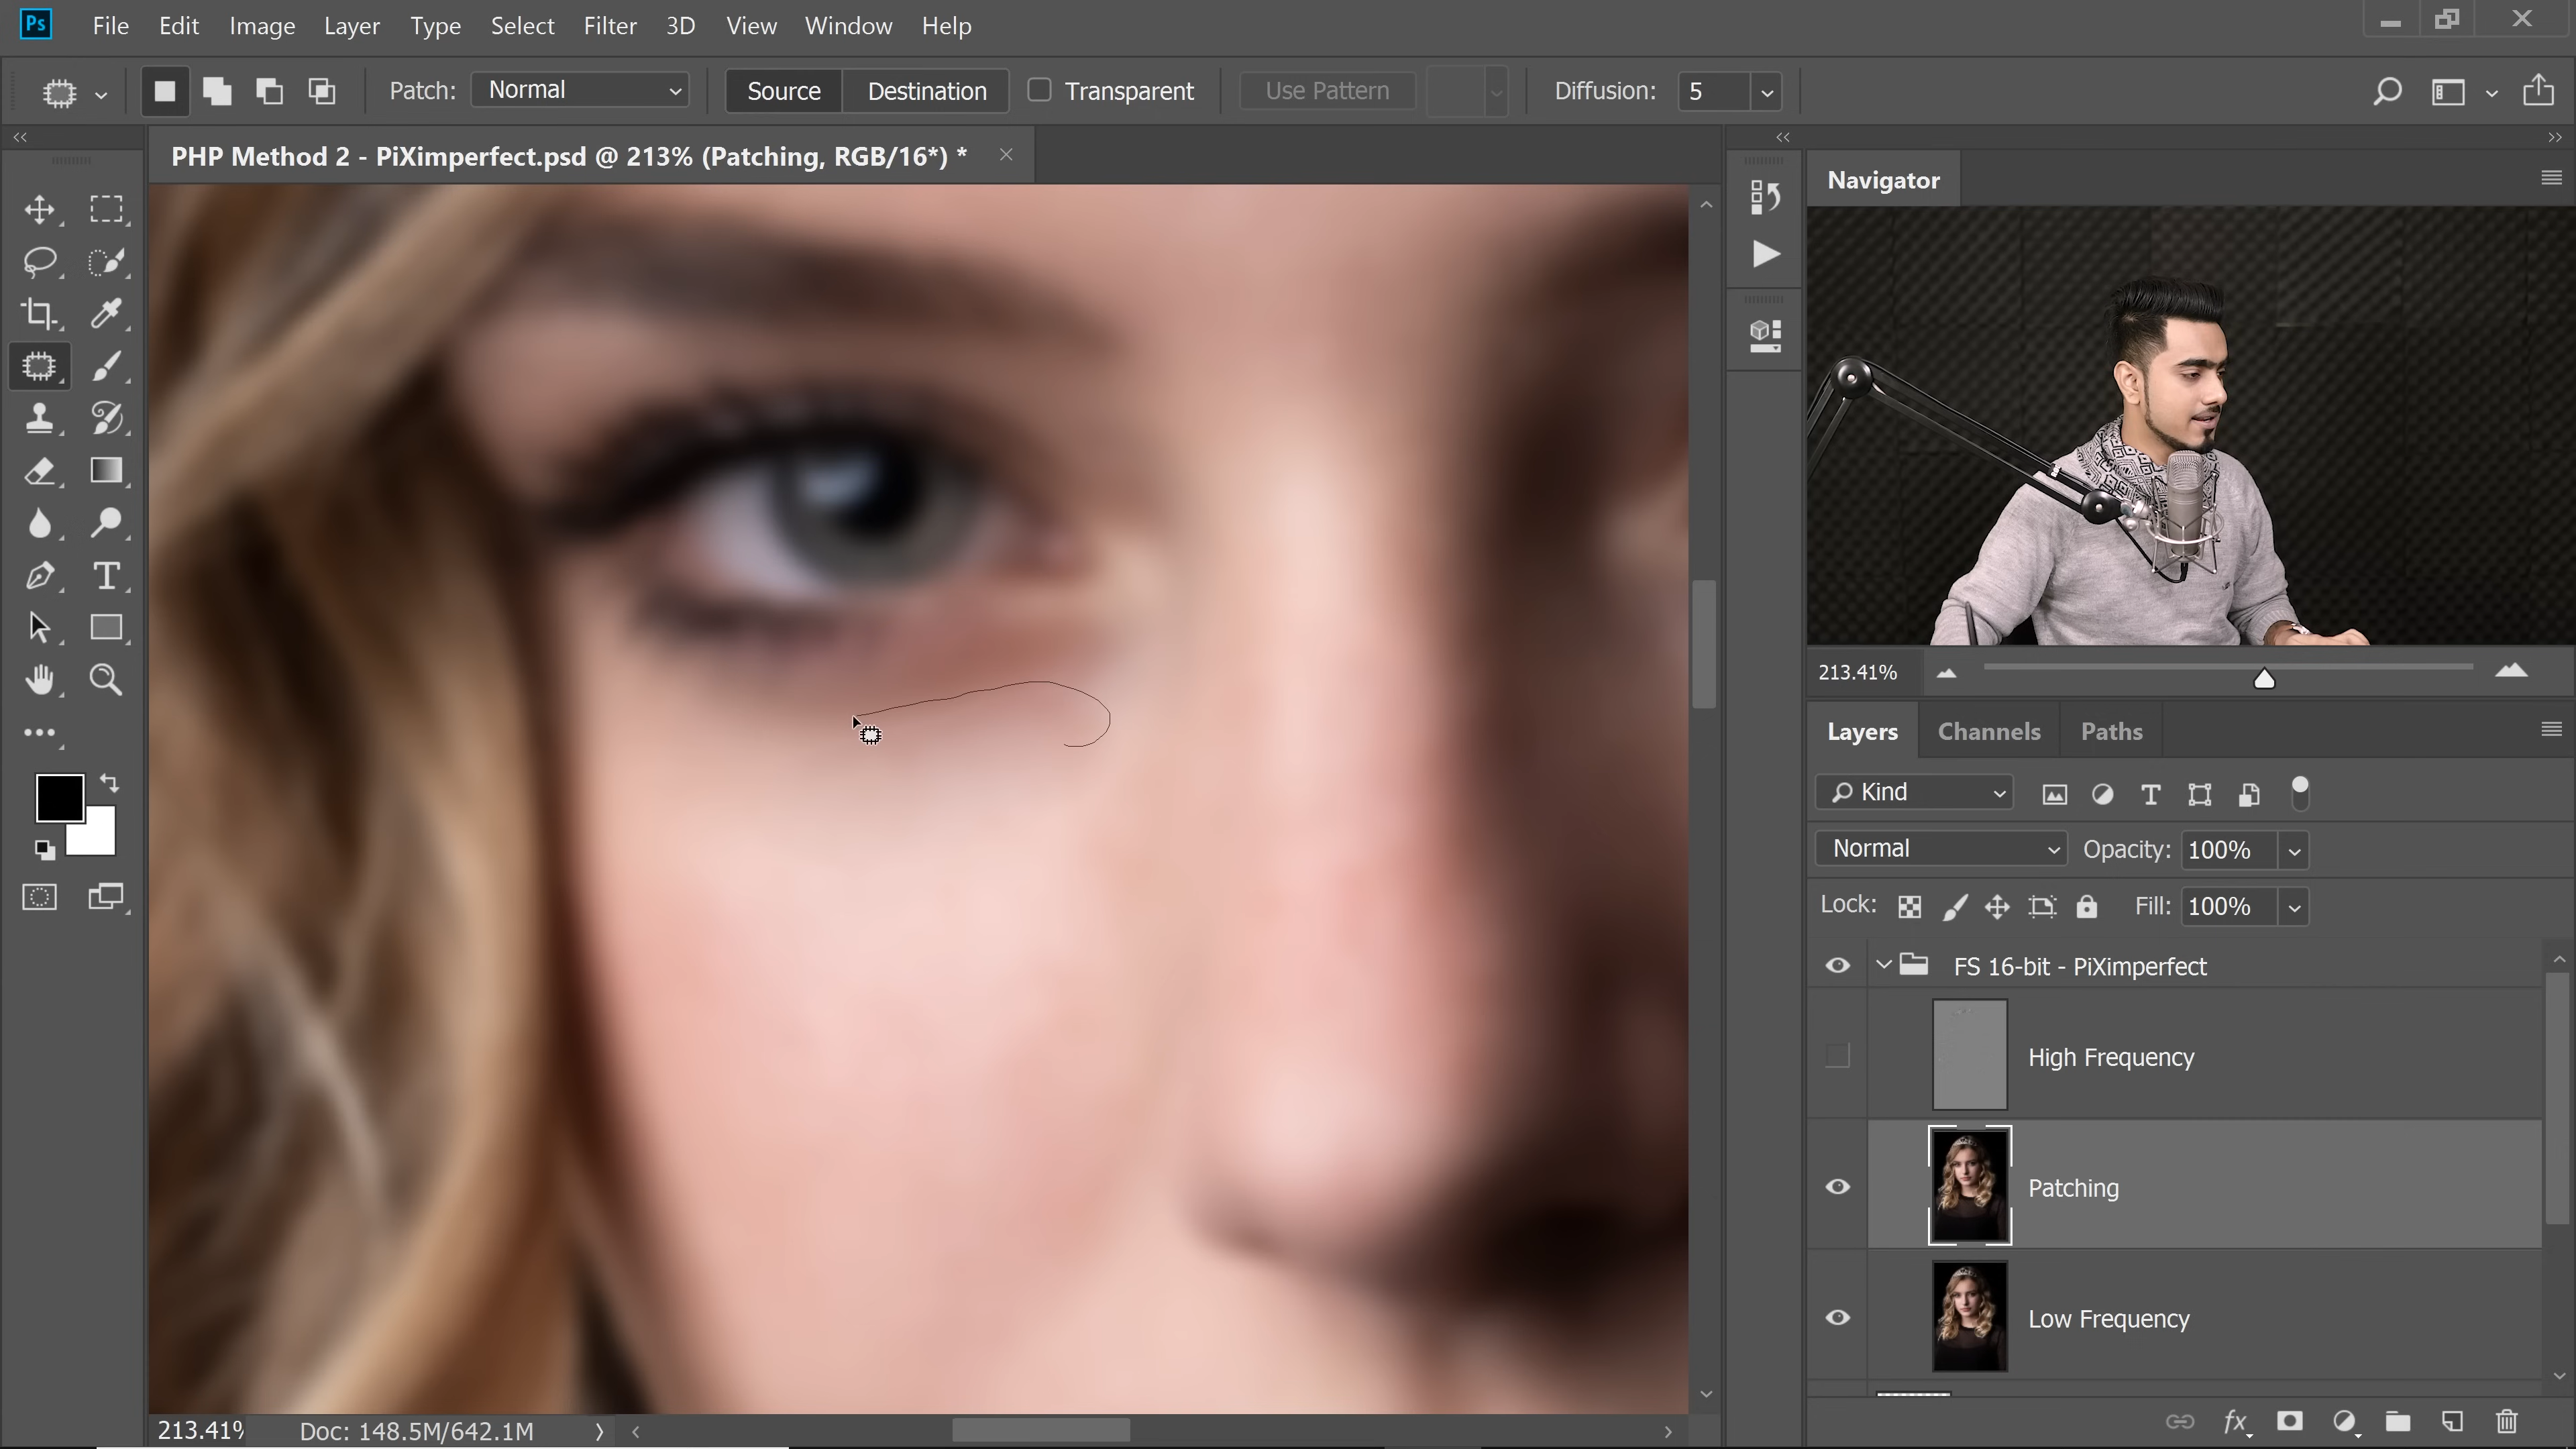 Ps File Edit Image Layer Type Select Filter 3D View Window Help
Patch: Normal Source Destination Transparent Use Pattern Diffusion: 5
PHP Method 2 - PiXimperfect.psd @ 213% (Patching, RGB/16*) *
Navigator
213.41%
Layers Channels Paths
Kind
Normal Opacity: 100%
Lock: Fill: 100%
FS 16-bit - PiXimperfect
High Frequency
Patching
Low Frequency
fx
213.41% Doc: 148.5M/642.1M